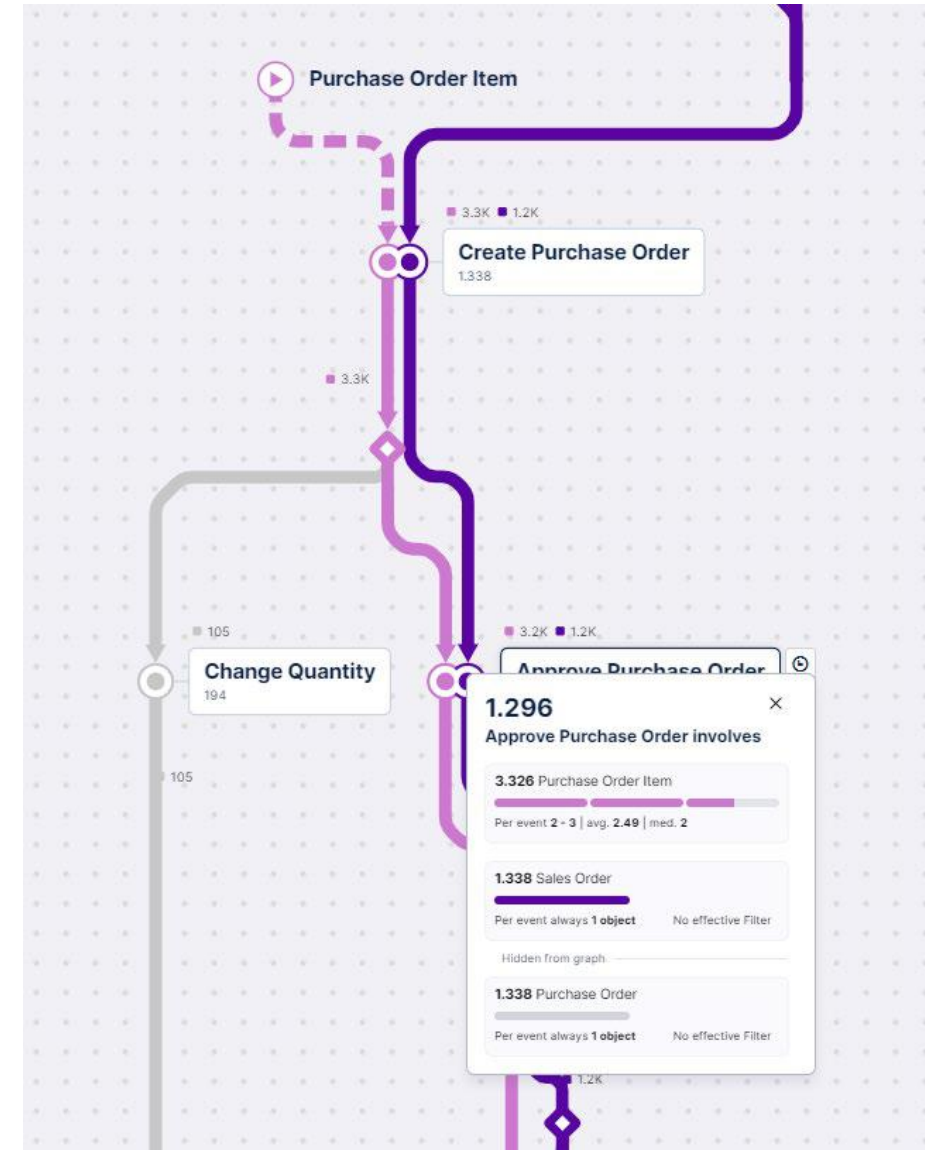 Purchase Order Item
3.3K 1.2K
Create Purchase Order
1.338
3.3K
105
3.2K 1.2K
Change Quantity
194
Approve Purchase Order
1.296
Approve Purchase Order involves
105
3.326 Purchase Order Item
Per event 2 - 3 | avg. 2.49 | med. 2
1.338 Sales Order
Per event always 1 object No effective Filter
Hidden from graph
1.338 Purchase Order
Per event always 1 object No effective Filter
1.2K